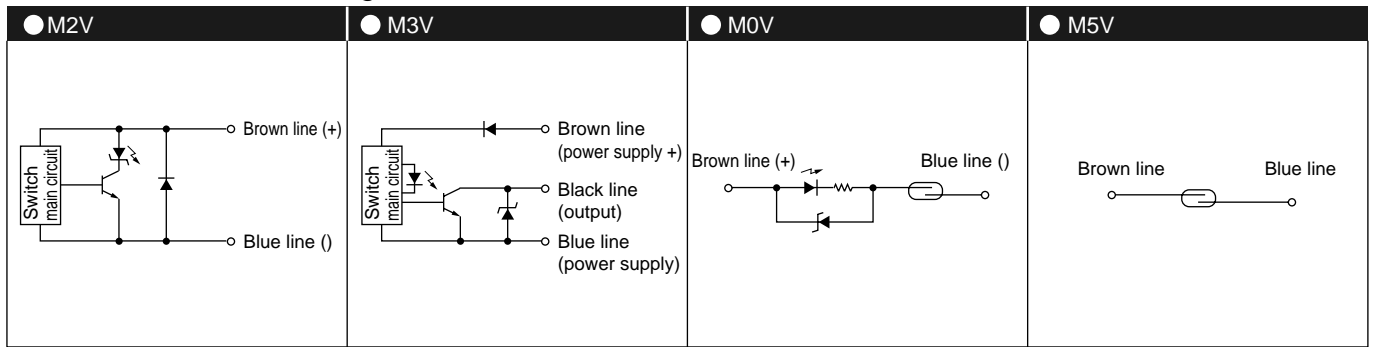 M2V
Switch
main circuit
Brown line (+)
Blue line ()
M3V
Switch
main circuit
Brown line
(power supply +)
Black line
(output)
Blue line
(power supply)
M0V
Brown line (+)
Blue line ()
M5V
Brown line
Blue line